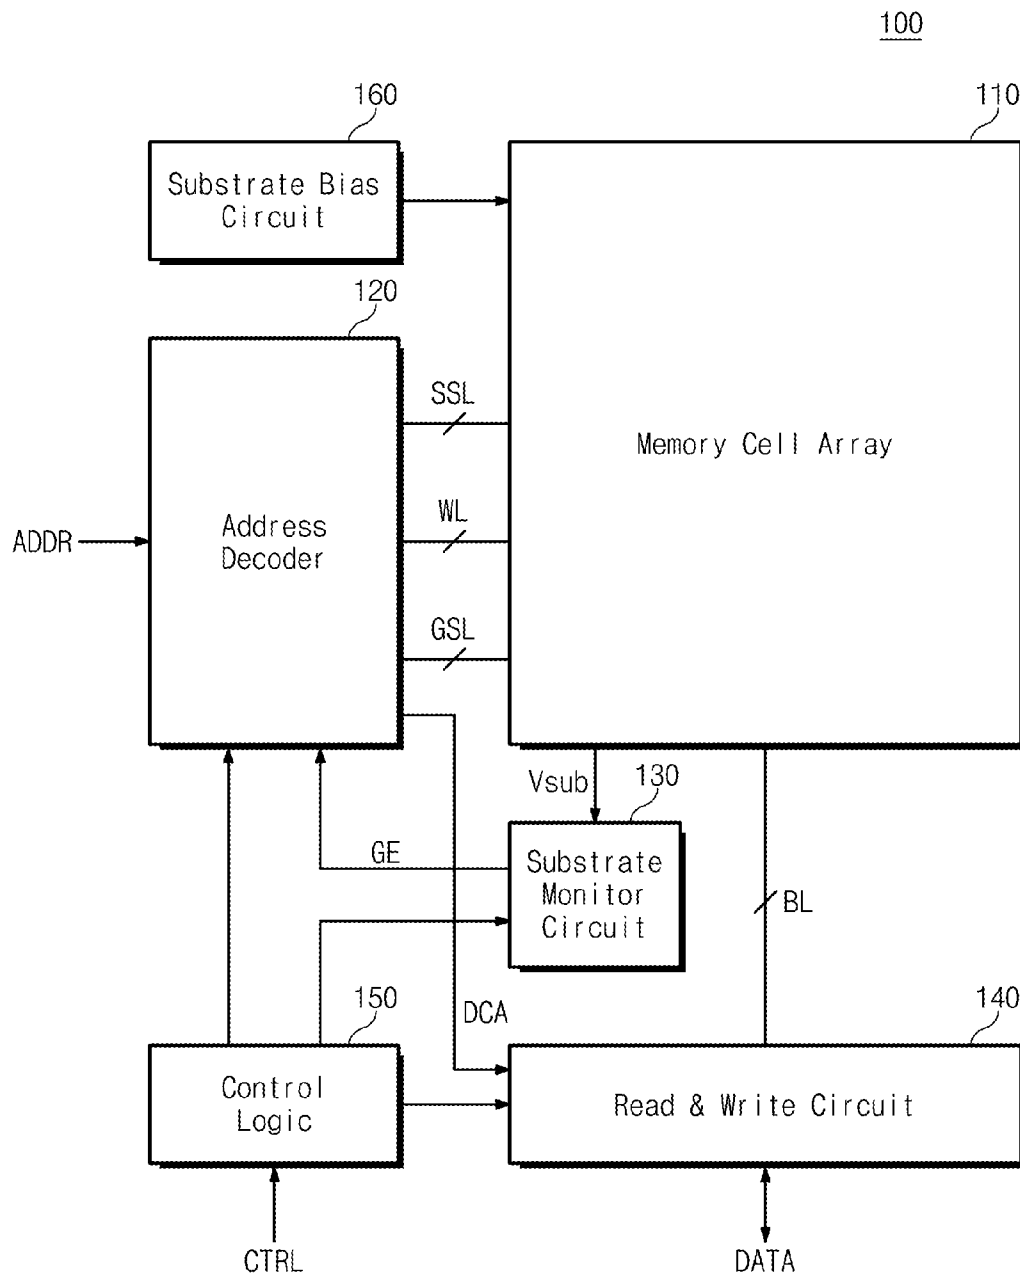 100
160
110
Substrate Bias
Circuit
120
SSL
Memory Cell Array
WL
Address
Decoder
ADDR
GSL
Vsub
130
GE
Substrate
Monitor
Circuit
BL
150
DCA
140
Control
Logic
Read & Write Circuit
CTRL
DATA